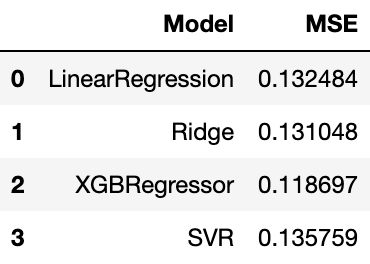 Model MSE
0 LinearRegression 0.132484
1 Ridge 0.131048
2 XGBRegressor 0.118697
3 SVR 0.135759